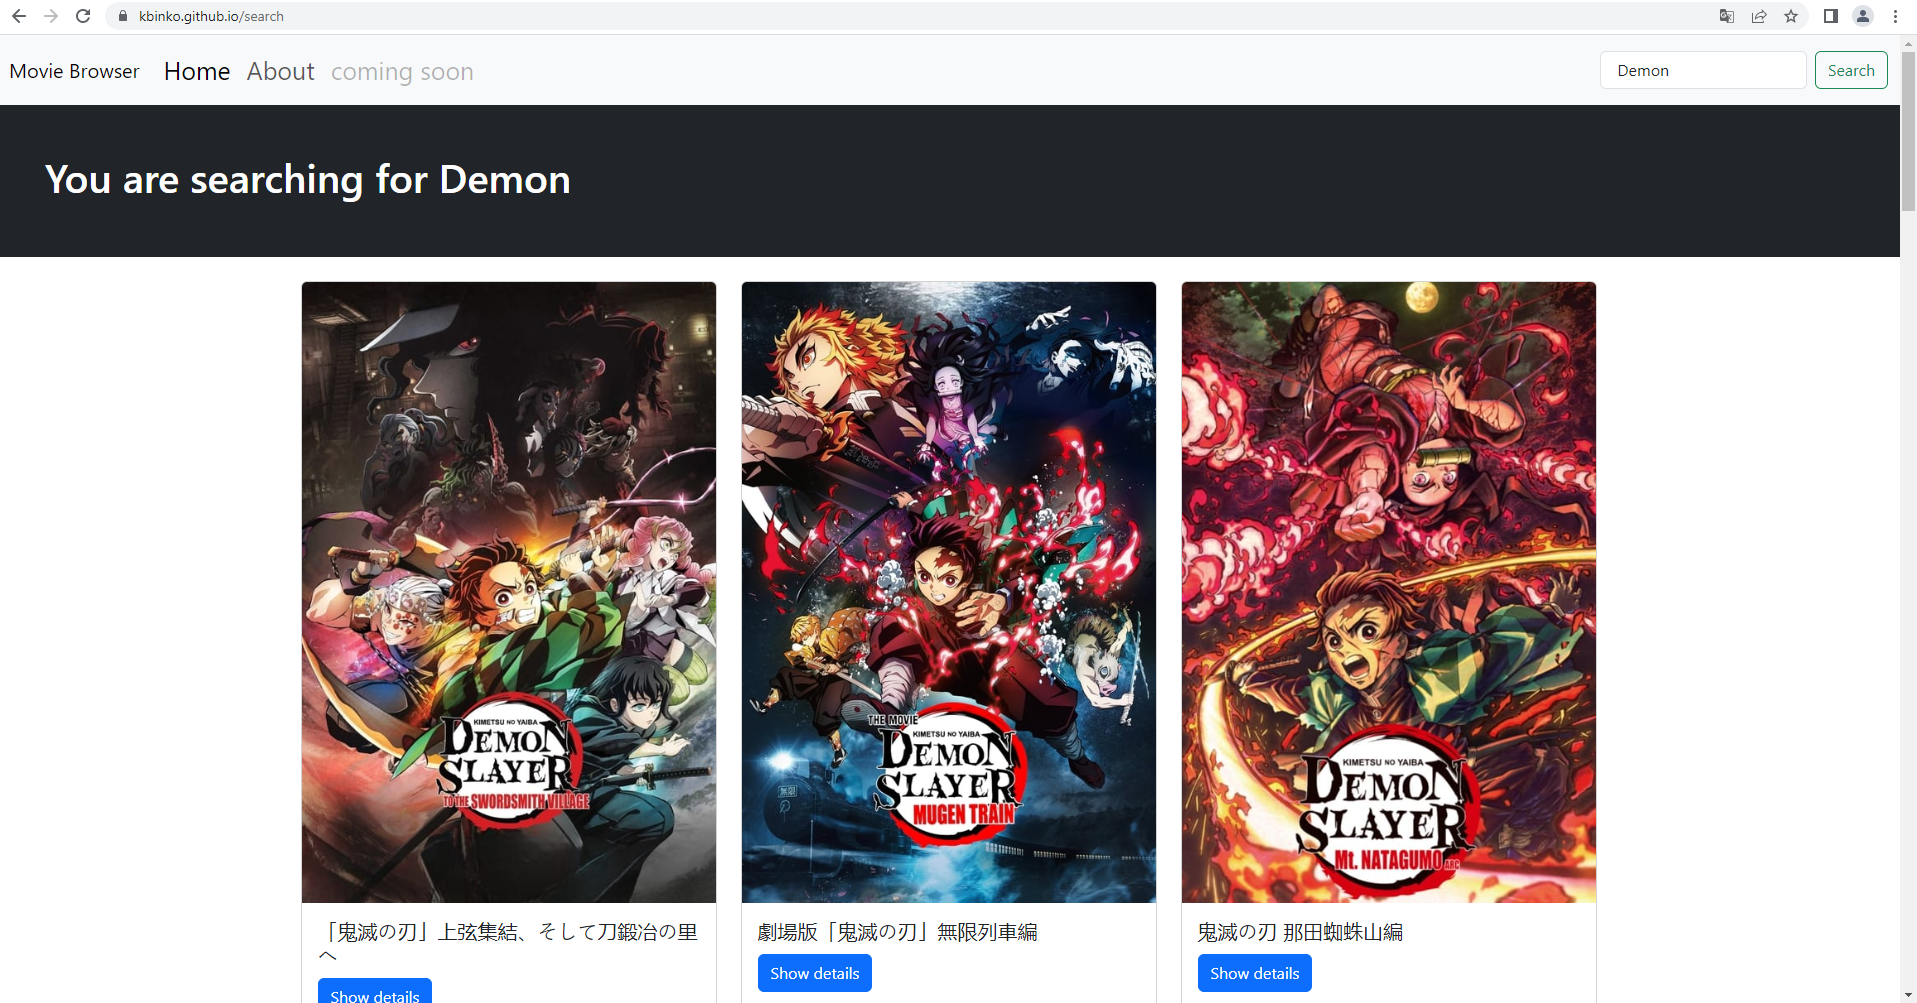 kbinko.github.io/search
Movie Browser Home About coming soon Demon Search
You are searching for Demon
KIMETSU NO YAIBA
DEMON
SLAYER
TO THE SWORDSMITH VILLAGE
THE MOVIE
KIMETSU NO YAIBA
DEMON
SLAYER
MUGEN TRAIN
無限
KIMETSU NO YAIBA
DEMON
SLAYER
Mt. NATAGUMO ARC
「鬼滅の刃」上弦集結、そして刀鍛冶の里
へ
Show details
劇場版「鬼滅の刃」無限列車編
Show details
鬼滅の刃 那田蜘蛛山編
Show details